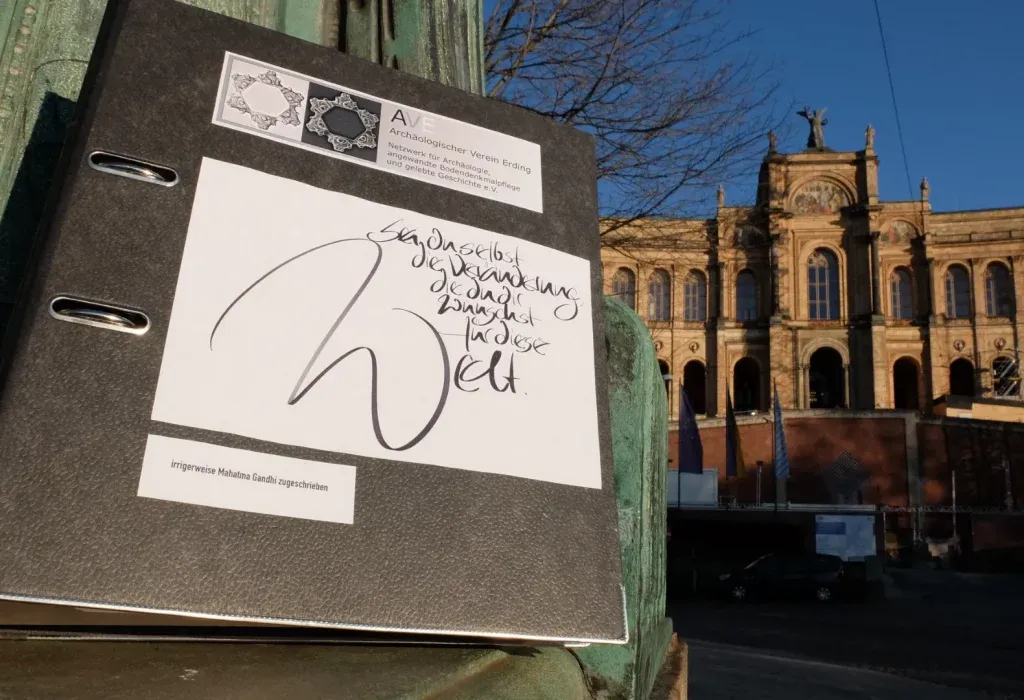 AVE
Archäologischer Verein Erding
Netzwerk für Archäologie,
angewandte Bodendenkmalpflege
und gelebte Geschichte e.V.
Sey du selbst
die Veränderung
die du dir
wünschst
für diese
Welt.
irrigerweise Mahatma Gandhi zugeschrieben